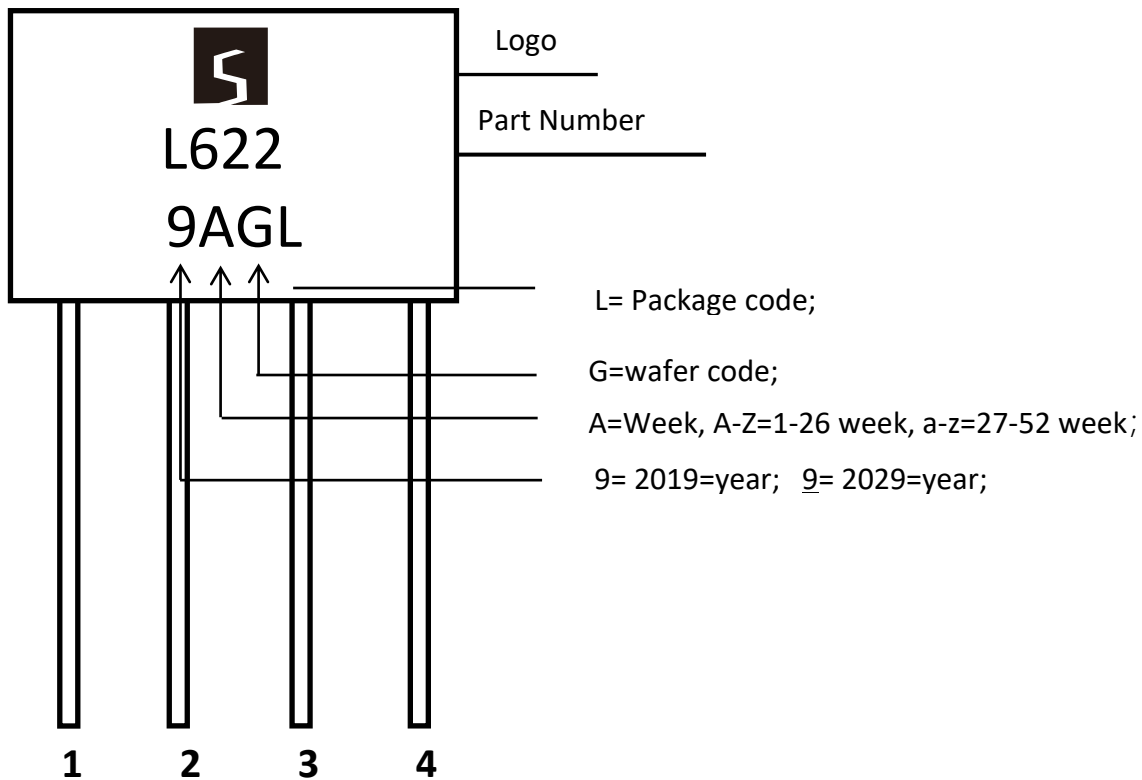 Logo
Part Number
L622
9AGL
L= Package code;
G=wafer code;
A=Week, A-Z=1-26 week, a-z=27-52 week;
9= 2019=year; 9= 2029=year;
1 2 3 4